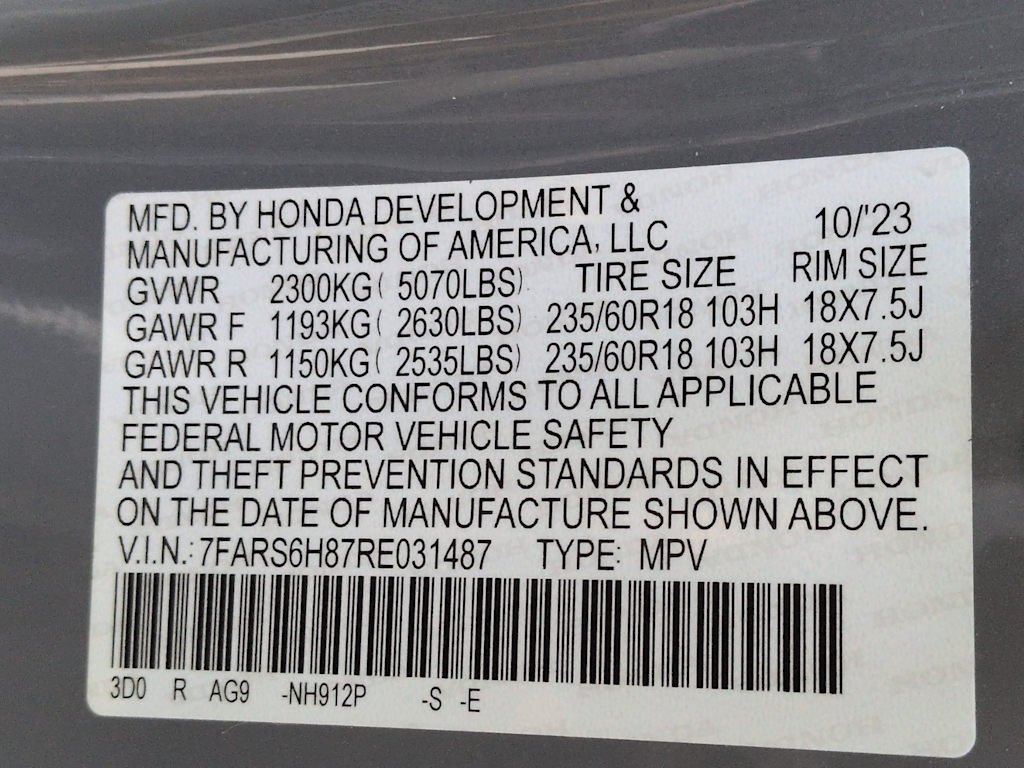 MFD. BY HONDA DEVELOPMENT &
MANUFACTURING OF AMERICA, LLC 10/'23
GVWR 2300KG( 5070LBS) TIRE SIZE RIM SIZE
GAWR F 1193KG( 2630LBS) 235/60R18 103H 18X7.5J
GAWR R 1150KG( 2535LBS) 235/60R18 103H 18X7.5J
THIS VEHICLE CONFORMS TO ALL APPLICABLE
FEDERAL MOTOR VEHICLE SAFETY
AND THEFT PREVENTION STANDARDS IN EFFECT
ON THE DATE OF MANUFACTURE SHOWN ABOVE.
V.I.N.: 7FARS6H87RE031487 TYPE: MPV
3D0 R AG9 -NH912P -S -E